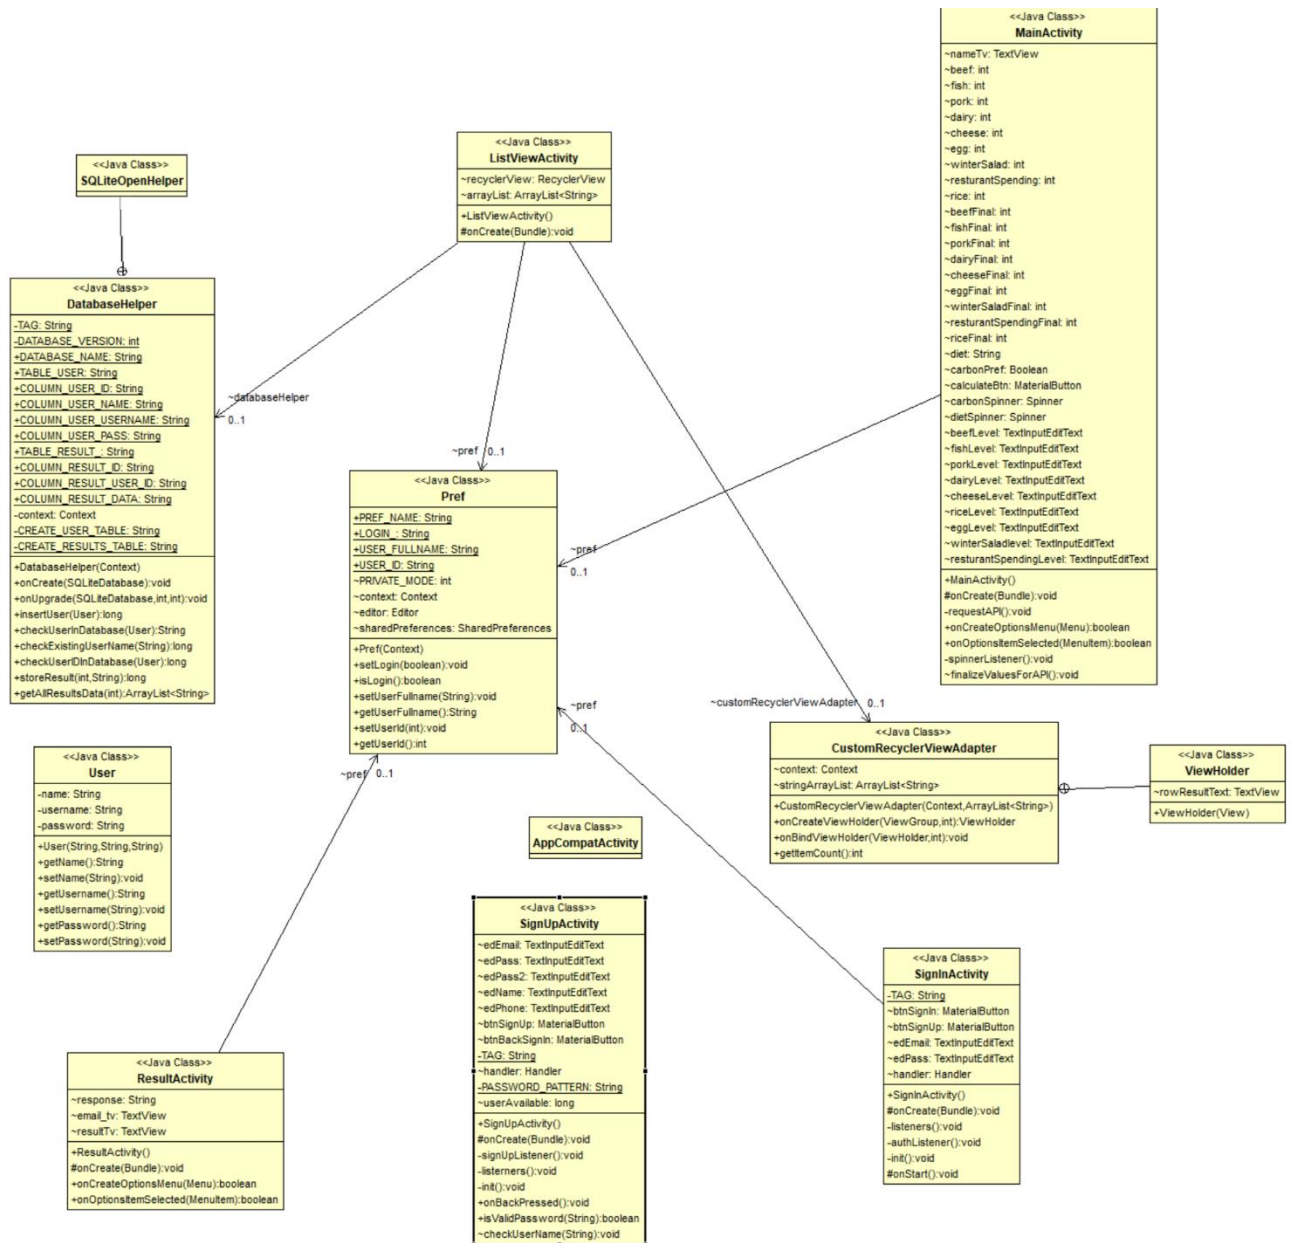 <<Java Class>>
MainActivity
~nameTv: TextView
~beef: int
~fish: int
~pork: int
~dairy: int
~cheese: int
~egg: int
~winterSalad: int
~resturantSpending: int
~rice: int
~beefFinal: int
~fishFinal: int
~porkFinal: int
~dairyFinal: int
~cheeseFinal: int
~eggFinal: int
~winterSaladFinal: int
~resturantSpendingFinal: int
~riceFinal: int
~diet: String
~carbonPref: Boolean
~calculateBtn: MaterialButton
~carbonSpinner: Spinner
~dietSpinner: Spinner
~beefLevel: TextInputEditText
~fishLevel: TextInputEditText
~porkLevel: TextInputEditText
~dairyLevel: TextInputEditText
~cheeseLevel: TextInputEditText
~riceLevel: TextInputEditText
~eggLevel: TextInputEditText
~winterSaladlevel: TextInputEditText
~resturantSpendingLevel: TextInputEditText
+MainActivity()
#onCreate(Bundle):void
-requestAPI():void
+onCreateOptionsMenu(Menu):boolean
+onOptionsItemSelected(MenuItem):boolean
-spinnerListener():void
~finalizeValuesForAPI():void
<<Java Class>>
ListViewActivity
~recyclerView: RecyclerView
~arrayList: ArrayList<String>
+ListViewActivity()
#onCreate(Bundle):void
<<Java Class>>
SQLiteOpenHelper
<<Java Class>>
DatabaseHelper
-TAG: String
-DATABASE_VERSION: int
+DATABASE_NAME: String
+TABLE_USER: String
+COLUMN_USER_ID: String
+COLUMN_USER_NAME: String
+COLUMN_USER_USERNAME: String
+COLUMN_USER_PASS: String
+TABLE_RESULT_: String
+COLUMN_RESULT_ID: String
+COLUMN_RESULT_USER_ID: String
+COLUMN_RESULT_DATA: String
-context: Context
-CREATE_USER_TABLE: String
-CREATE_RESULTS_TABLE: String
+DatabaseHelper(Context)
+onCreate(SQLiteDatabase):void
+onUpgrade(SQLiteDatabase,int,int):void
+insertUser(User):long
+checkUserInDatabase(User):String
+checkExistingUserName(String):long
+checkUserIDInDatabase(User):long
+storeResult(int,String):long
+getAllResultsData(int):ArrayList<String>
~databaseHelper
0..1
~pref 0..1
<<Java Class>>
Pref
+PREF_NAME: String
+LOGIN_: String
+USER_FULLNAME: String
+USER_ID: String
~PRIVATE_MODE: int
~context: Context
~editor: Editor
~sharedPreferences: SharedPreferences
+Pref(Context)
+setLogin(boolean):void
+isLogin():boolean
+setUserFullname(String):void
+getUserFullname():String
+setUserId(int):void
+getUserId():int
~pref
0..1
~pref
0..1
~customRecyclerViewAdapter 0..1
~pref 0..1
<<Java Class>>
CustomRecyclerViewAdapter
~context: Context
~stringArrayList: ArrayList<String>
+CustomRecyclerViewAdapter(Context,ArrayList<String>)
+onCreateViewHolder(ViewGroup,int):ViewHolder
+onBindViewHolder(ViewHolder,int):void
+getItemCount():int
<<Java Class>>
ViewHolder
~rowResultText: TextView
+ViewHolder(View)
<<Java Class>>
User
-name: String
-username: String
-password: String
+User(String,String,String)
+getName():String
+setName(String):void
+getUsername():String
+setUsername(String):void
+getPassword():String
+setPassword(String):void
<<Java Class>>
AppCompatActivity
<<Java Class>>
SignUpActivity
~edEmail: TextInputEditText
~edPass: TextInputEditText
~edPass2: TextInputEditText
~edName: TextInputEditText
~edPhone: TextInputEditText
~btnSignUp: MaterialButton
~btnBackSignIn: MaterialButton
-TAG: String
~handler: Handler
-PASSWORD_PATTERN: String
~userAvailable: long
+SignUpActivity()
#onCreate(Bundle):void
-signUpListener():void
-listerners():void
-init():void
+onBackPressed():void
+isValidPassword(String):boolean
~checkUserName(String):void
<<Java Class>>
SignInActivity
-TAG: String
~btnSignIn: MaterialButton
~btnSignUp: MaterialButton
~edEmail: TextInputEditText
~edPass: TextInputEditText
~handler: Handler
+SignInActivity()
#onCreate(Bundle):void
-listeners():void
-authListener():void
-init():void
#onStart():void
<<Java Class>>
ResultActivity
~response: String
~email_tv: TextView
~resultTv: TextView
+ResultActivity()
#onCreate(Bundle):void
+onCreateOptionsMenu(Menu):boolean
+onOptionsItemSelected(MenuItem):boolean